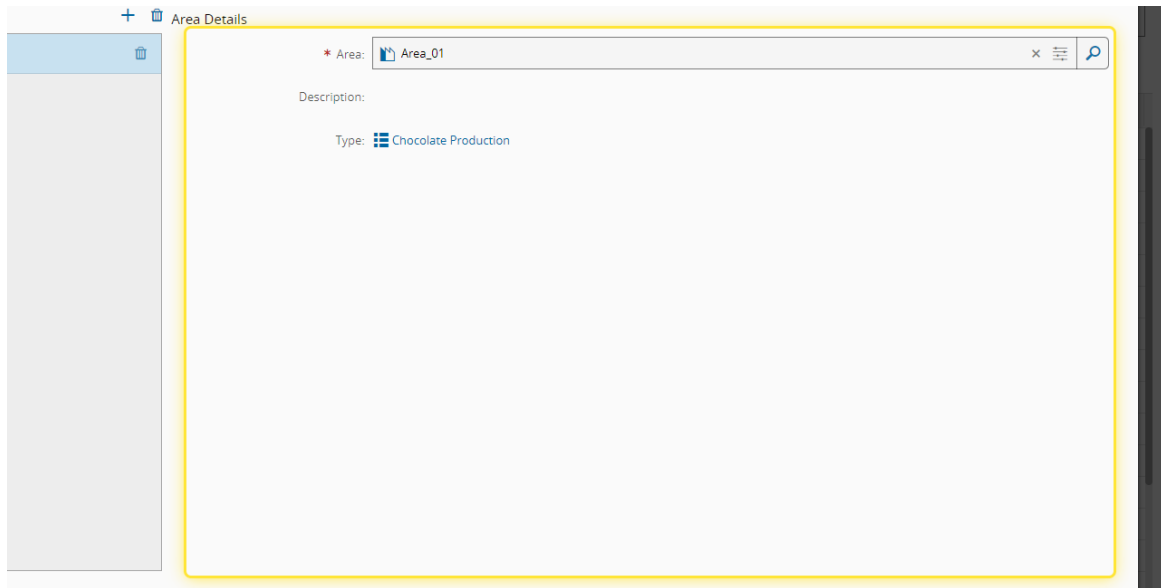 Area Details
* Area: Area_01
Description:
Type: Chocolate Production